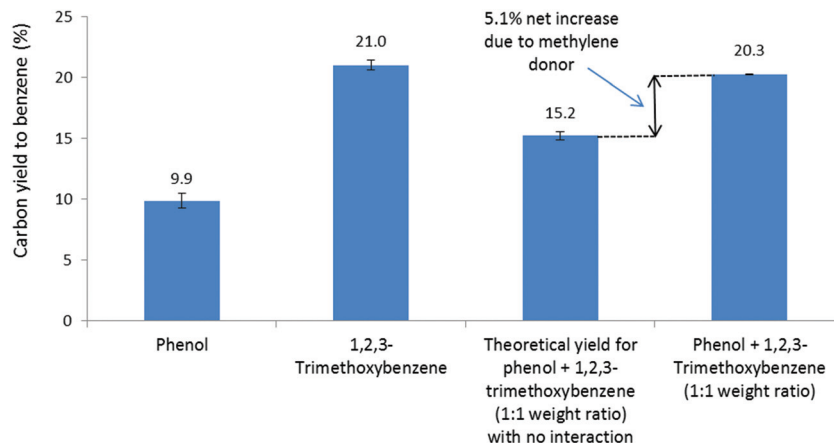 5.1% net increase
due to methylene
donor
Carbon yield to benzene (%)
25
20
15
10
5
0
9.9
21.0
15.2
20.3
Phenol
1,2,3-
Trimethoxybenzene
Theoretical yield for
phenol + 1,2,3-
trimethoxybenzene
(1:1 weight ratio)
with no interaction
Phenol + 1,2,3-
Trimethoxybenzene
(1:1 weight ratio)